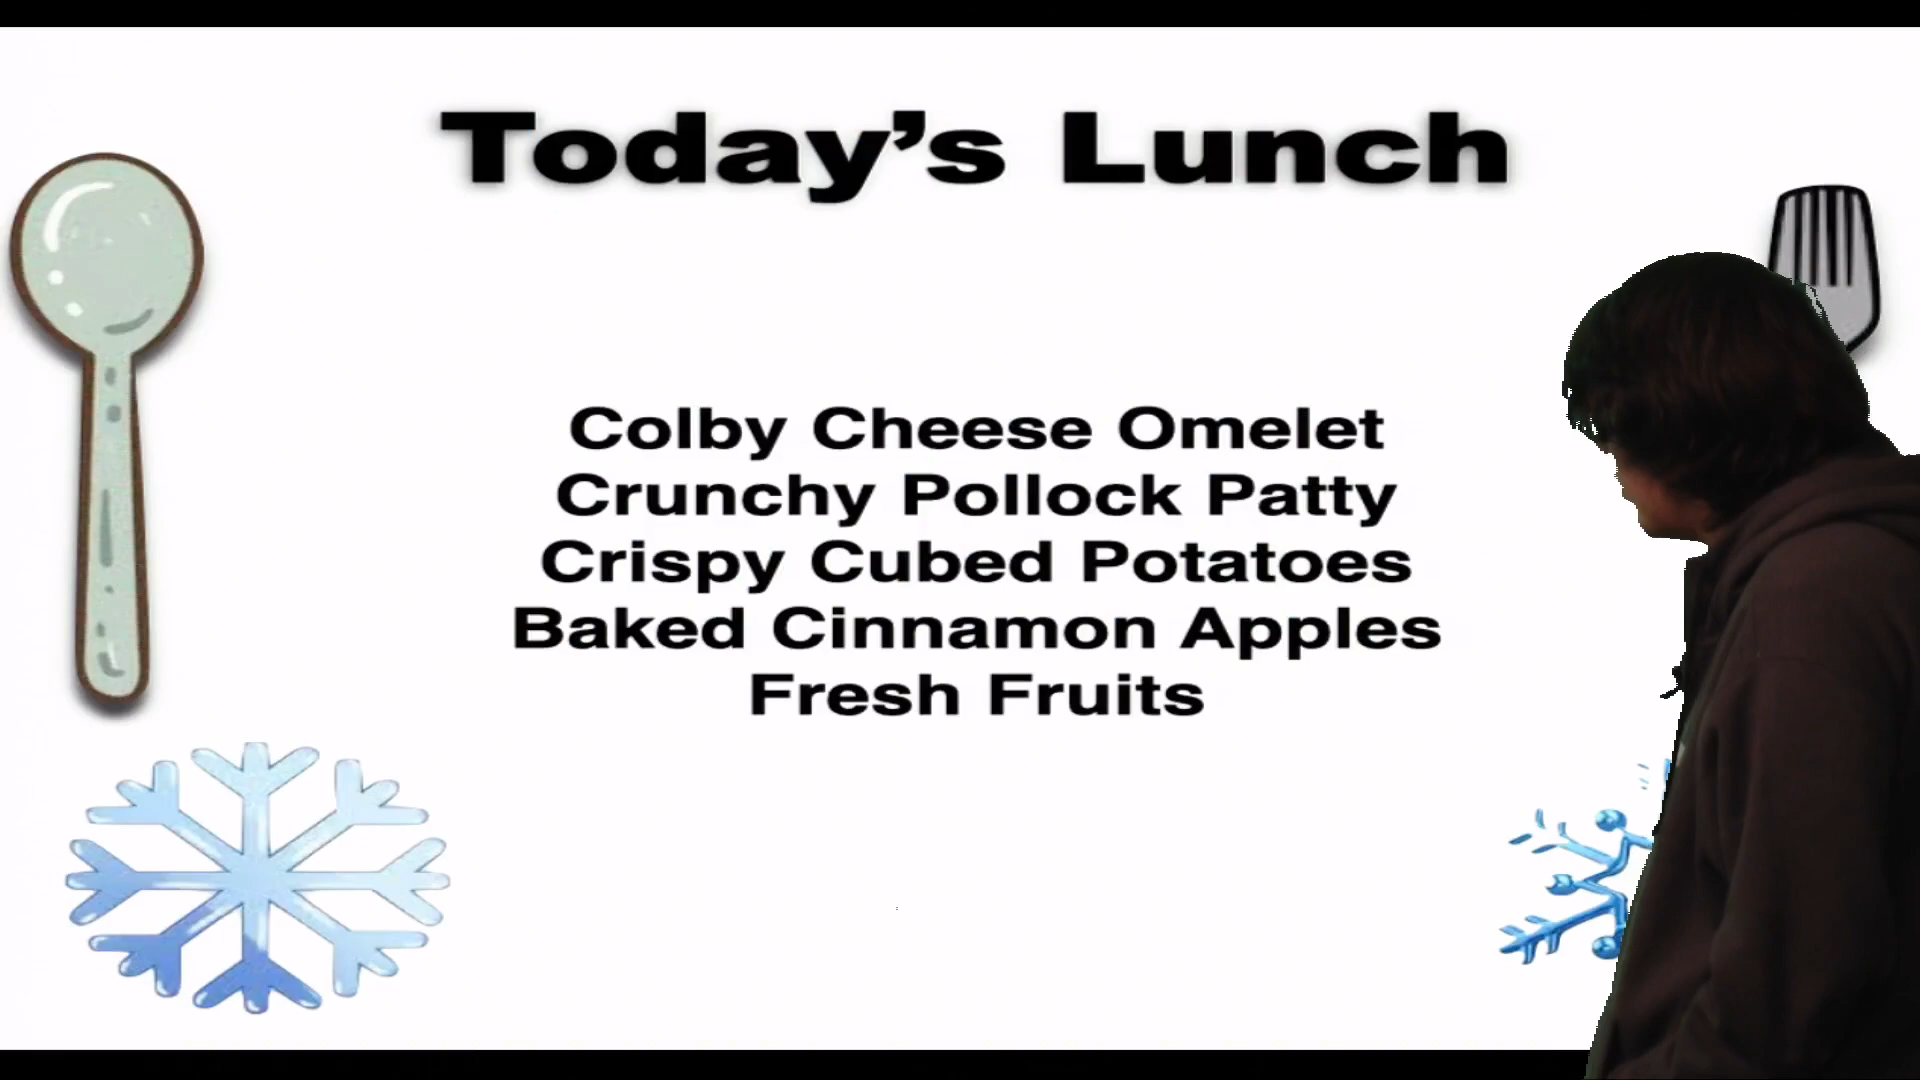 Today's Lunch
Colby Cheese Omelet
Crunchy Pollock Patty
Crispy Cubed Potatoes
Baked Cinnamon Apples
Fresh Fruits